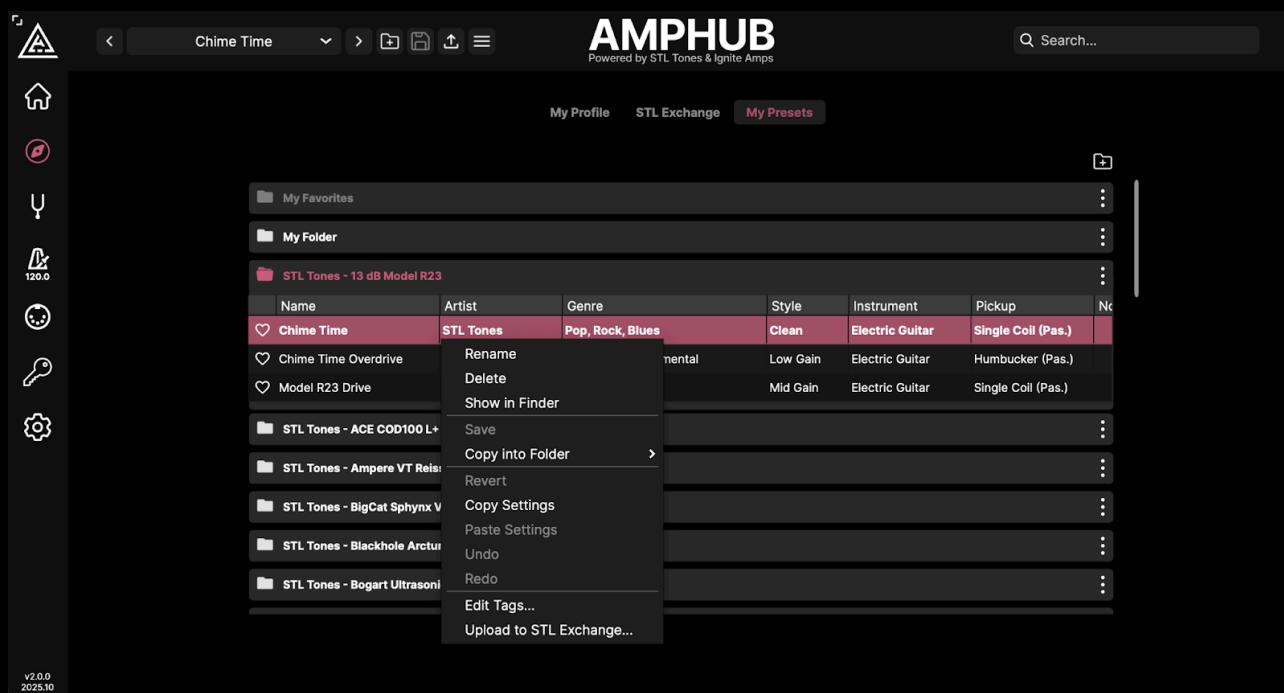 Chime Time
AMPHUB
Powered by STL Tones & Ignite Amps
Search...
My Profile STL Exchange My Presets
My Favorites
My Folder
120.0
STL Tones - 13 dB Model R23
Name Artist Genre Style Instrument Pickup
Chime Time STL Tones Pop, Rock, Blues Clean Electric Guitar Single Coil (Pas.)
Chime Time Overdrive mental Low Gain Electric Guitar Humbucker (Pas.)
Model R23 Drive Mid Gain Electric Guitar Single Coil (Pas.)
Rename
Delete
Show in Finder
Save
Copy into Folder
Revert
Copy Settings
Paste Settings
Undo
Redo
Edit Tags...
Upload to STL Exchange...
STL Tones - ACE COD100 L+
STL Tones - Ampere VT Reiss
STL Tones - BigCat Sphynx V
STL Tones - Blackhole Arctur
STL Tones - Bogart Ultrasoni
v2.0.0
2025.10